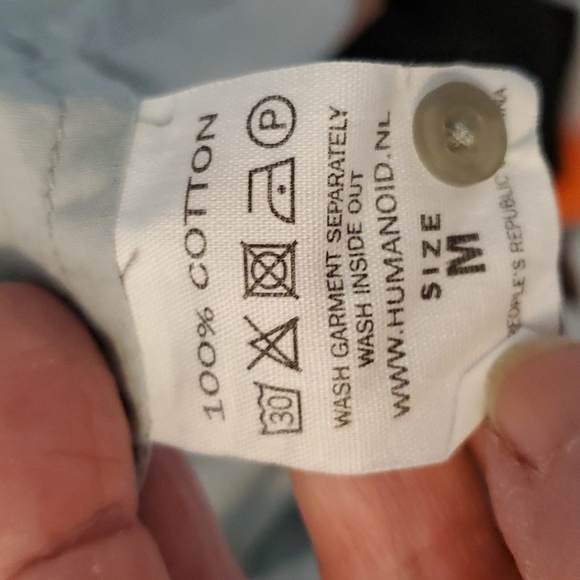 100% COTTON
30
P
WASH GARMENT SEPARATELY
WASH INSIDE OUT
WWW.HUMANOID.NL
SIZE
M
PEOPLE'S REPUBLIC